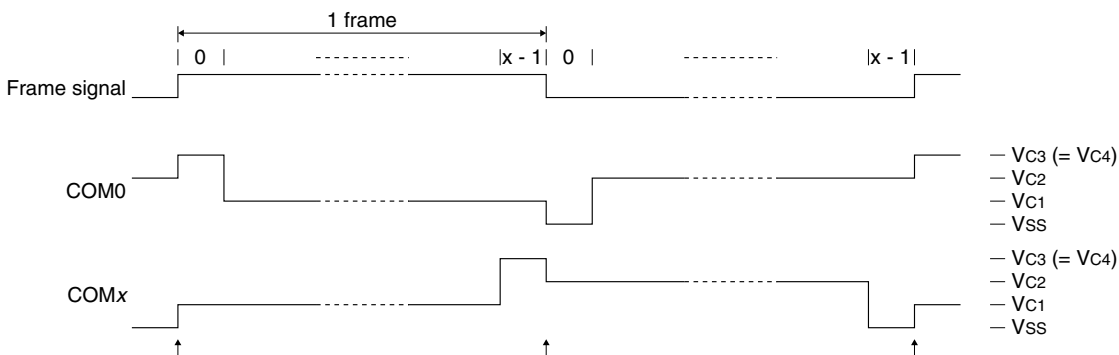 1 frame
0 x - 1 0 x - 1
Frame signal
COM0
VC3 (= VC4)
VC2
VC1
VSS
COMx
VC3 (= VC4)
VC2
VC1
VSS